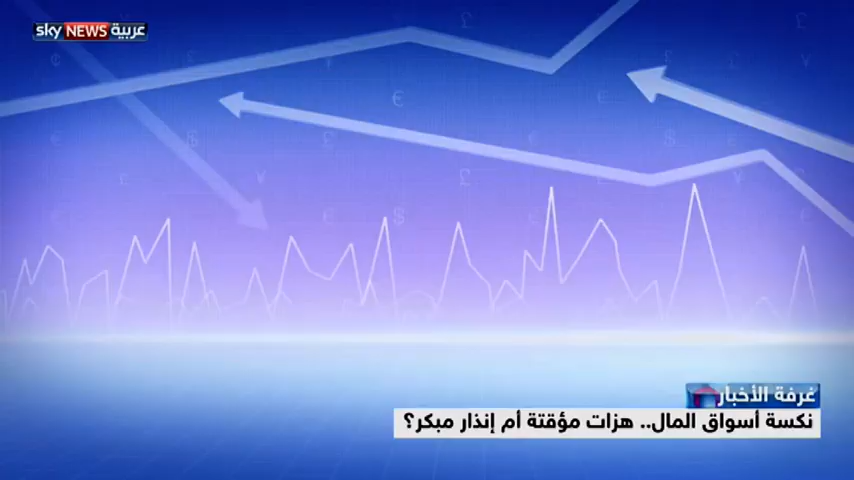 sky NEWS عربية
غرفة الأخبار
نكسة أسواق المال.. هزات مؤقتة أم إنذار مبكر؟